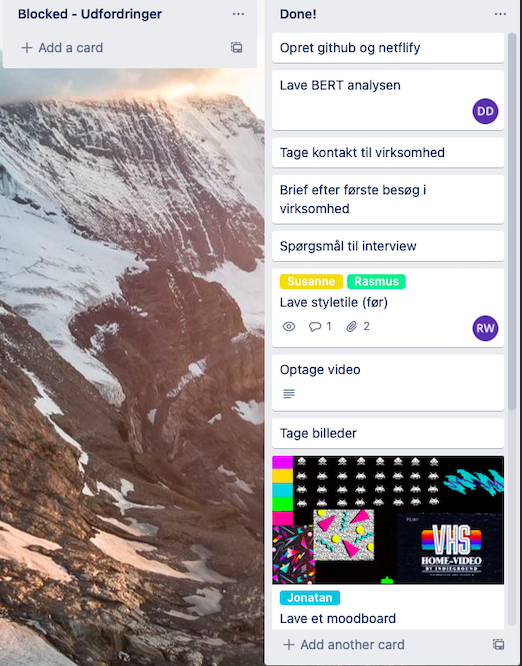 Blocked - Udfordringer
Add a card
Done!
Opret github og netflify
Lave BERT analysen
DD
Tage kontakt til virksomhed
Brief efter første besøg i
virksomhed
Spørgsmål til interview
Susanne Rasmus
Lave styletile (før)
1 2
RW
Optage video
Tage billeder
VHS
HOME-VIDEO
BY INDIEGROUND
Jonatan
Lave et moodboard
Add another card